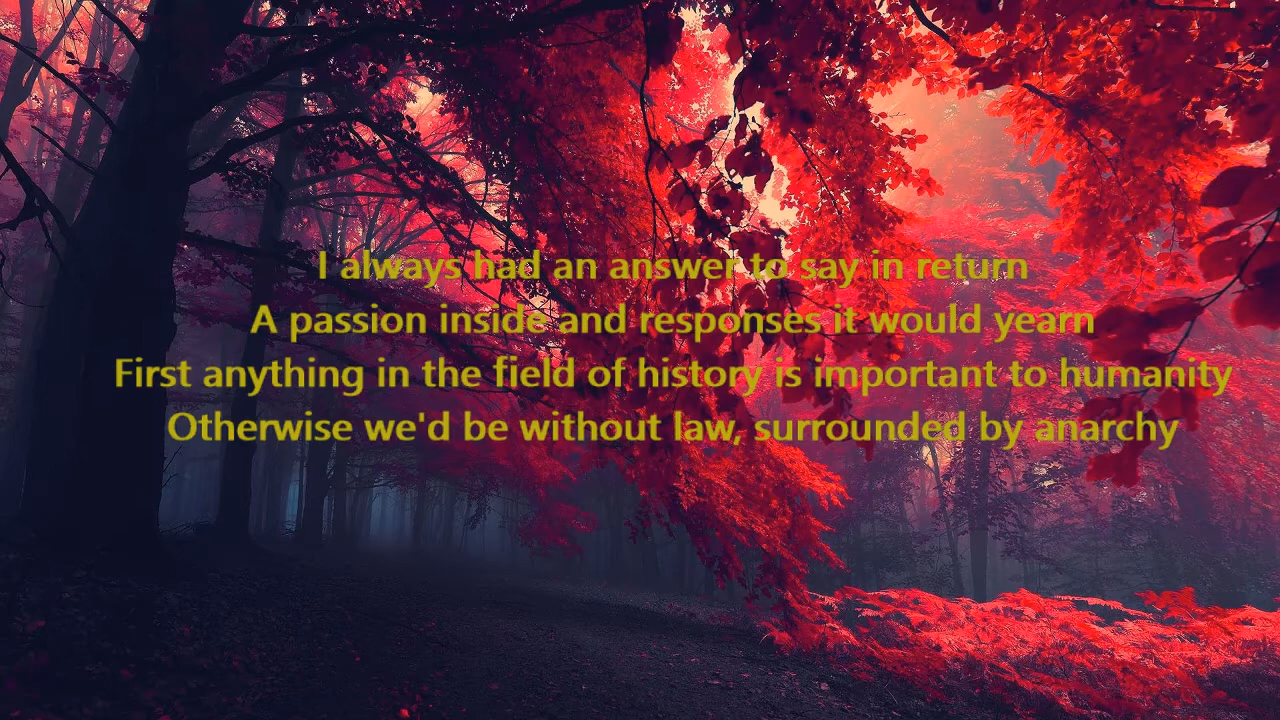 I always had an answer to say in return
A passion inside and responses it would yearn
First anything in the field of history is important to humanity
Otherwise we'd be without law, surrounded by anarchy